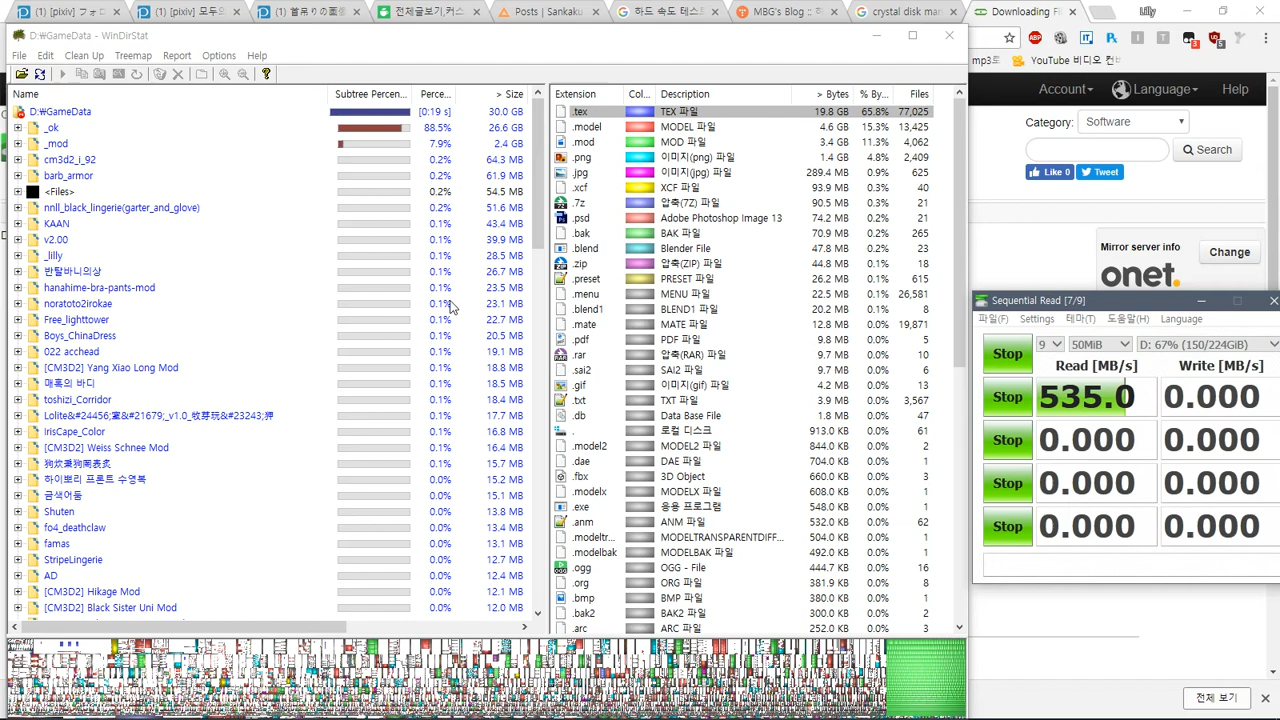 [1] [pixiv] フォ
[1] [pixiv] 모두의
(1) 首吊りの画像
전체글보기,커스
Posts | Sankaku
하드 속도 테스트
MBG's Blog ::
crystal disk mar
Downloading Fi
Lilly
D:₩GameData - WinDirStat
File Edit Clean Up Treemap Report Options Help
mp3로
YouTube 비디오 컨버
Account
Language
Help
Category: Software
Search
Like 0
Tweet
Mirror server info
onet.
Change
Name Subtree Percen... Perce... > Size
D:₩GameData [0:19 s] 30.0 GB
_ok 88.5% 26.6 GB
_mod 7.9% 2.4 GB
cm3d2_i_92 0.2% 64.3 MB
barb_armor 0.2% 61.9 MB
<Files> 0.2% 54.5 MB
nnll_black_lingerie(garter_and_glove) 0.2% 51.6 MB
KAAN 0.1% 43.4 MB
v2.00 0.1% 39.9 MB
_lilly 0.1% 28.5 MB
반탈바니의상 0.1% 26.7 MB
hanahime-bra-pants-mod 0.1% 23.5 MB
noratoto2irokae 0.1% 23.1 MB
Free_lighttower 0.1% 22.7 MB
Boys_ChinaDress 0.1% 20.5 MB
022 acchead 0.1% 19.1 MB
[CM3D2] Yang Xiao Long Mod 0.1% 18.8 MB
매혹의 바디 0.1% 18.5 MB
toshizi_Corridor 0.1% 18.4 MB
Lolite&#24456;黨&#21679;_v1.0_ &#23243; 0.1% 17.7 MB
IrisCape_Color 0.1% 16.8 MB
[CM3D2] Weiss Schnee Mod 0.1% 16.4 MB
0.1% 15.7 MB
하이뽀리 프론트 수영복 0.1% 15.2 MB
금색어둠 0.1% 15.1 MB
Shuten 0.0% 13.8 MB
fo4_deathclaw 0.0% 13.4 MB
famas 0.0% 13.1 MB
StripeLingerie 0.0% 12.7 MB
AD 0.0% 12.1 MB
[CM3D2] Hikage Mod 0.0% 12.1 MB
[CM3D2] Black Sister Uni Mod 0.0% 12.0 MB
Extension Col... Description > Bytes % By... Files
.tex TEX 파일 19.8 GB 65.8% 77,025
.model MODEL 파일 4.6 GB 15.3% 13,425
.mod MOD 파일 3.4 GB 11.3% 4,062
.png 이미지(png) 파일 1.4 GB 4.8% 2,409
.jpg 이미지(jpg) 파일 289.4 MB 0.9% 625
.xcf XCF 파일 93.9 MB 0.3% 40
.7z 압축(7Z) 파일 90.5 MB 0.3% 21
.psd Adobe Photoshop Image 13 74.2 MB 0.2% 21
.bak BAK 파일 70.9 MB 0.2% 265
.blend Blender File 47.8 MB 0.2% 23
.zip 압축(ZIP) 파일 44.8 MB 0.1% 18
.preset PRESET 파일 26.2 MB 0.1% 615
.menu MENU 파일 22.5 MB 0.1% 26,581
.blend1 BLEND1 파일 20.2 MB 0.1% 8
.mate MATE 파일 12.8 MB 0.0% 19,871
.pdf PDF 파일 9.8 MB 0.0% 5
.rar 압축(RAR) 파일 9.7 MB 0.0% 10
.sai2 SAI2 파일 9.7 MB 0.0% 6
.gif 이미지(gif) 파일 4.2 MB 0.0% 13
.txt TXT 파일 3.9 MB 0.0% 3,567
.db Data Base File 1.8 MB 0.0% 47
. 로컬 디스크 913.0 KB 0.0% 61
.model2 MODEL2 파일 844.0 KB 0.0% 2
.dae DAE 파일 704.0 KB 0.0% 1
.fbx 3D Object 660.0 KB 0.0% 3
.modelx MODELX 파일 608.0 KB 0.0% 1
.exe 응용 프로그램 536.0 KB 0.0% 1
.anm ANM 파일 532.0 KB 0.0% 62
.modeltr... MODELTRANSPARENTDIFF... 504.0 KB 0.0% 1
.modelbak MODELBAK 파일 492.0 KB 0.0% 2
.ogg OGG - File 444.7 KB 0.0% 16
.org ORG 파일 381.9 KB 0.0% 8
.bmp BMP 파일 380.0 KB 0.0% 1
.bak2 BAK2 파일 300.0 KB 0.0% 2
.arc ARC 파일 252.0 KB 0.0% 3
Sequential Read [7/9]
파일(F) Settings 테마(T) 도움말(H) Language
Stop 9 50MiB D: 67% (150/224GiB)
Read [MB/s] Write [MB/s]
Stop 535.0 0.000
Stop 0.000 0.000
Stop 0.000 0.000
Stop 0.000 0.000
전체 보기